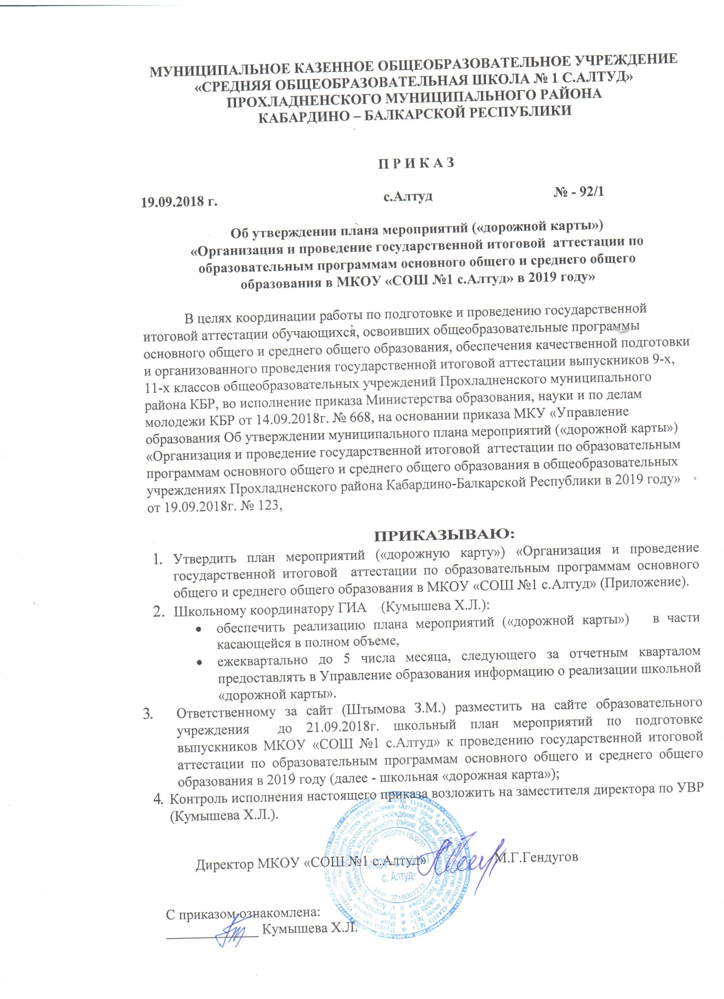 МУНИЦИПАЛЬНОЕ КАЗЕННОЕ ОБЩЕОБРАЗОВАТЕЛЬНОЕ УЧРЕЖДЕНИЕ
«СРЕДНЯЯ ОБЩЕОБРАЗОВАТЕЛЬНАЯ ШКОЛА № 1 С.АЛТУД»
ПРОХЛАДНЕНСКОГО МУНИЦИПАЛЬНОГО РАЙОНА
КАБАРДИНО – БАЛКАРСКОЙ РЕСПУБЛИКИ
П Р И К А З
19.09.2018 г. с.Алтуд № - 92/1
Об утверждении плана мероприятий («дорожной карты»)
«Организация и проведение государственной итоговой аттестации по
образовательным программам основного общего и среднего общего
образования в МКОУ «СОШ №1 с.Алтуд» в 2019 году»
В целях координации работы по подготовке и проведению государственной
итоговой аттестации обучающихся, освоивших общеобразовательные программы
основного общего и среднего общего образования, обеспечения качественной подготовки
и организованного проведения государственной итоговой аттестации выпускников 9-х,
11-х классов общеобразовательных учреждений Прохладненского муниципального
района КБР, во исполнение приказа Министерства образования, науки и по делам
молодежи КБР от 14.09.2018г. № 668, на основании приказа МКУ «Управление
образования Об утверждении муниципального плана мероприятий («дорожной карты»)
«Организация и проведение государственной итоговой аттестации по образовательным
программам основного общего и среднего общего образования в общеобразовательных
учреждениях Прохладненского района Кабардино-Балкарской Республики в 2019 году»
от 19.09.2018г. № 123,
ПРИКАЗЫВАЮ:
1. Утвердить план мероприятий («дорожную карту») «Организация и проведение
государственной итоговой аттестации по образовательным программам основного
общего и среднего общего образования в МКОУ «СОШ №1 с.Алтуд» (Приложение).
2. Школьному координатору ГИА (Кумышева Х.Л.):
• обеспечить реализацию плана мероприятий («дорожной карты») в части
касающейся в полном объеме,
• ежеквартально до 5 числа месяца, следующего за отчетным кварталом
предоставлять в Управление образования информацию о реализации школьной
«дорожной карты».
3. Ответственному за сайт (Штымова З.М.) разместить на сайте образовательного
учреждения до 21.09.2018г. школьный план мероприятий по подготовке
выпускников МКОУ «СОШ №1 с.Алтуд» к проведению государственной итоговой
аттестации по образовательным программам основного общего и среднего общего
образования в 2019 году (далее - школьная «дорожная карта»);
4. Контроль исполнения настоящего приказа возложить на заместителя директора по УВР
(Кумышева Х.Л.).
Директор МКОУ «СОШ №1 с.Алтуд» М.Г.Гендугов
ОГРН 1020701192270
МКОУ «СОШ №1
с. Алтуд»
ИНН 0716001213
С приказом ознакомлена:
_____________ Кумышева Х.Л.